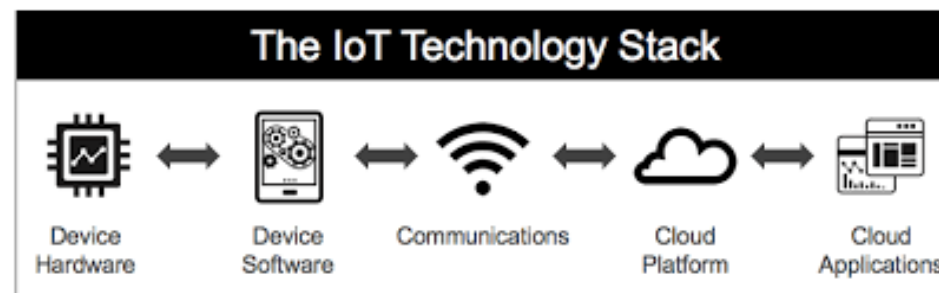 The IoT Technology Stack
Device
Hardware
Device
Software
Communications
Cloud
Platform
Cloud
Applications